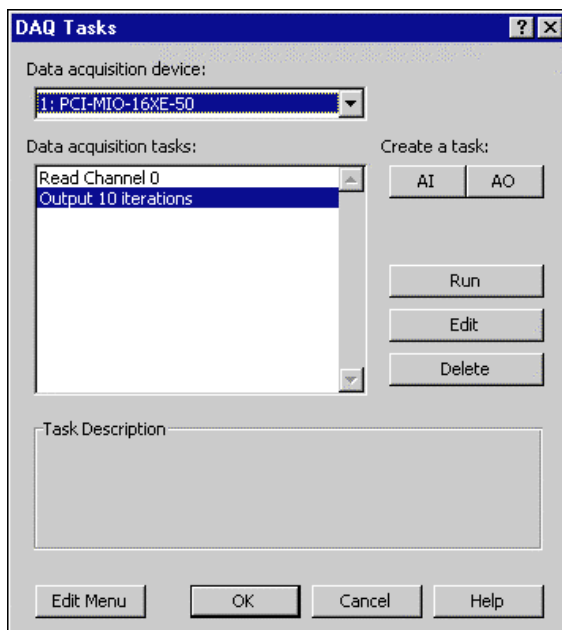 DAQ Tasks
Data acquisition device:
1: PCI-MIO-16XE-50
Data acquisition tasks:
Create a task:
Read Channel 0
Output 10 iterations
AI
AO
Run
Edit
Delete
Task Description
Edit Menu
OK
Cancel
Help